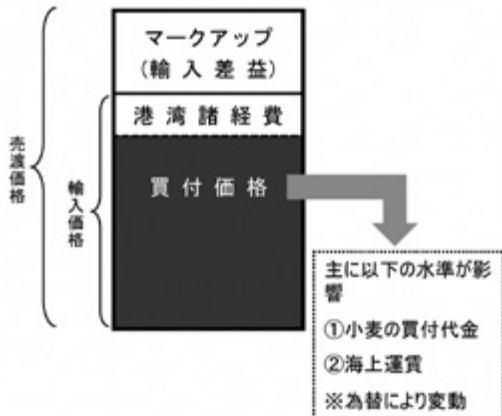 マークアップ
(輸入差益)
港湾諸経費
買付価格
売渡価格
輸入価格
主に以下の水準が影
響
①小麦の買付代金
②海上運賃
※為替により変動